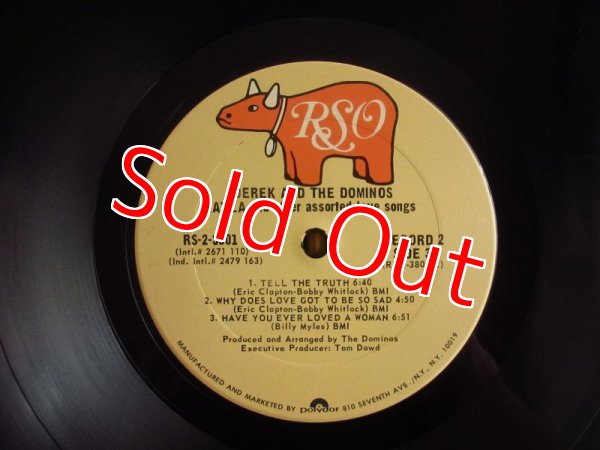 RSO
Sold Out
DEREK AND THE DOMINOS
assorted love songs
RS-2-3801
RECORD 2
(Intl.# 2671 110)
SIDE 3
(Ind. Intl.# 2479 163)
1. TELL THE TRUTH 6:40
(Eric Clapton-Bobby Whitlock) BMI
2. WHY DOES LOVE GOT TO BE SO SAD 4:50
(Eric Clapton-Bobby Whitlock) BMI
3. HAVE YOU EVER LOVED A WOMAN 6:51
(Billy Myles) BMI
Produced and Arranged by The Dominos
Executive Producer: Tom Dowd
MANUFACTURED AND MARKETED BY polydor 810 SEVENTH AVE./N.Y., N.Y. 10019